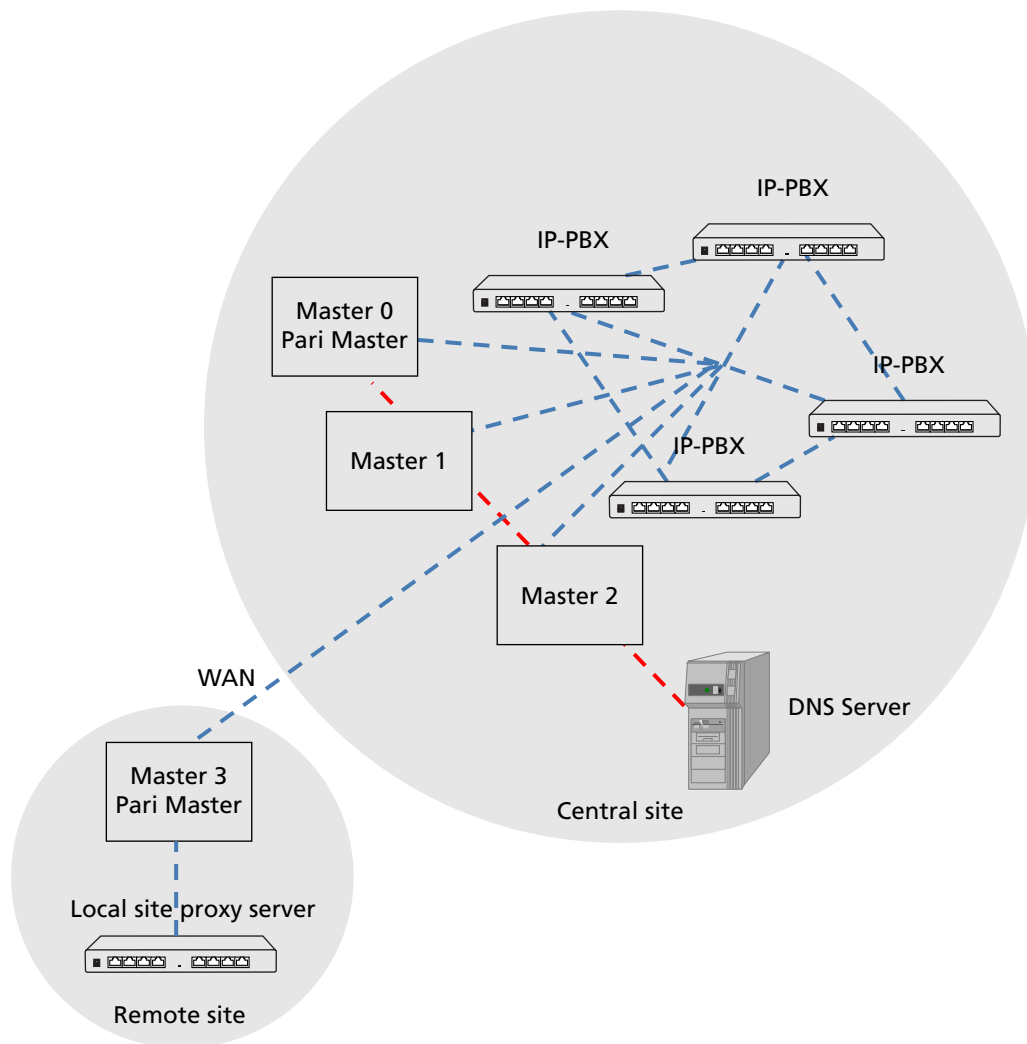 IP-PBX
IP-PBX
Master 0
Pari Master
IP-PBX
Master 1
IP-PBX
Master 2
WAN
DNS Server
Master 3
Pari Master
Central site
Local site proxy server
Remote site